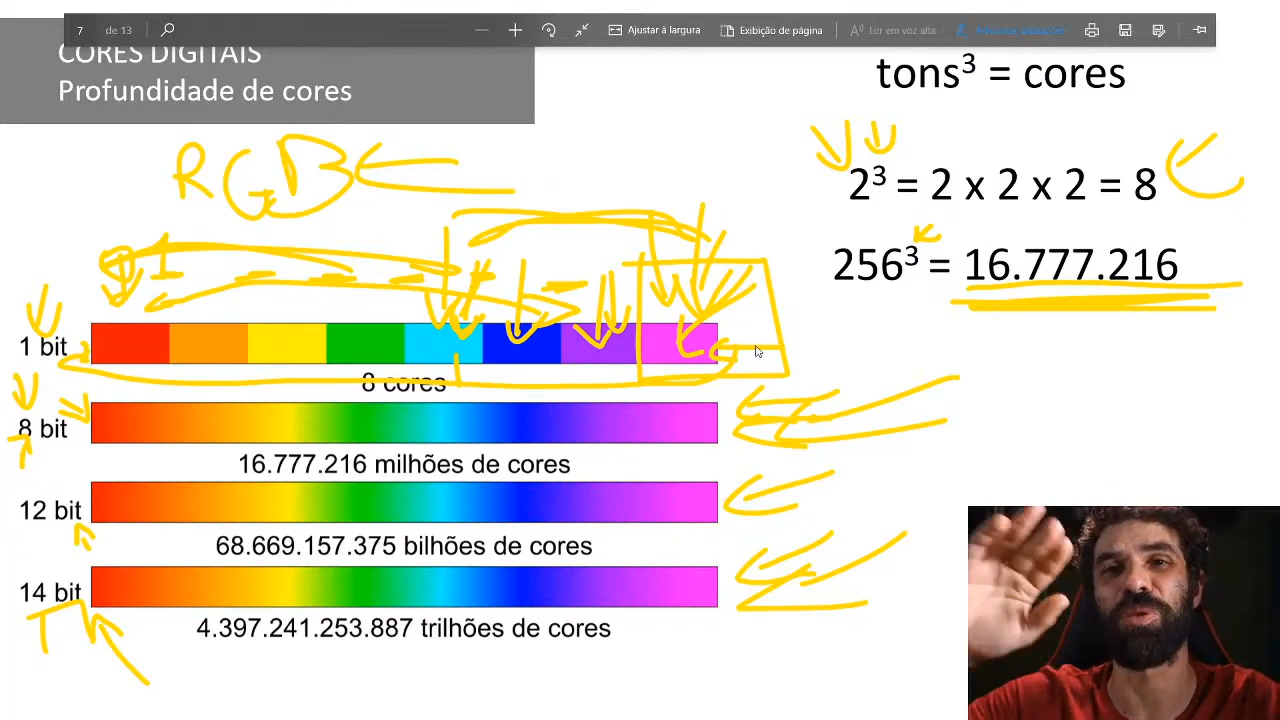 7 de 13 Ajustar à largura Exibição de página Ler em voz alta Adicionar anotações
CORES DIGITAIS
Profundidade de cores
tons³ = cores
RGB
2³ = 2 x 2 x 2 = 8
256³ = 16.777.216
1 bit
8 cores
8 bit
16.777.216 milhões de cores
12 bit
68.669.157.375 bilhões de cores
14 bit
4.397.241.253.887 trilhões de cores